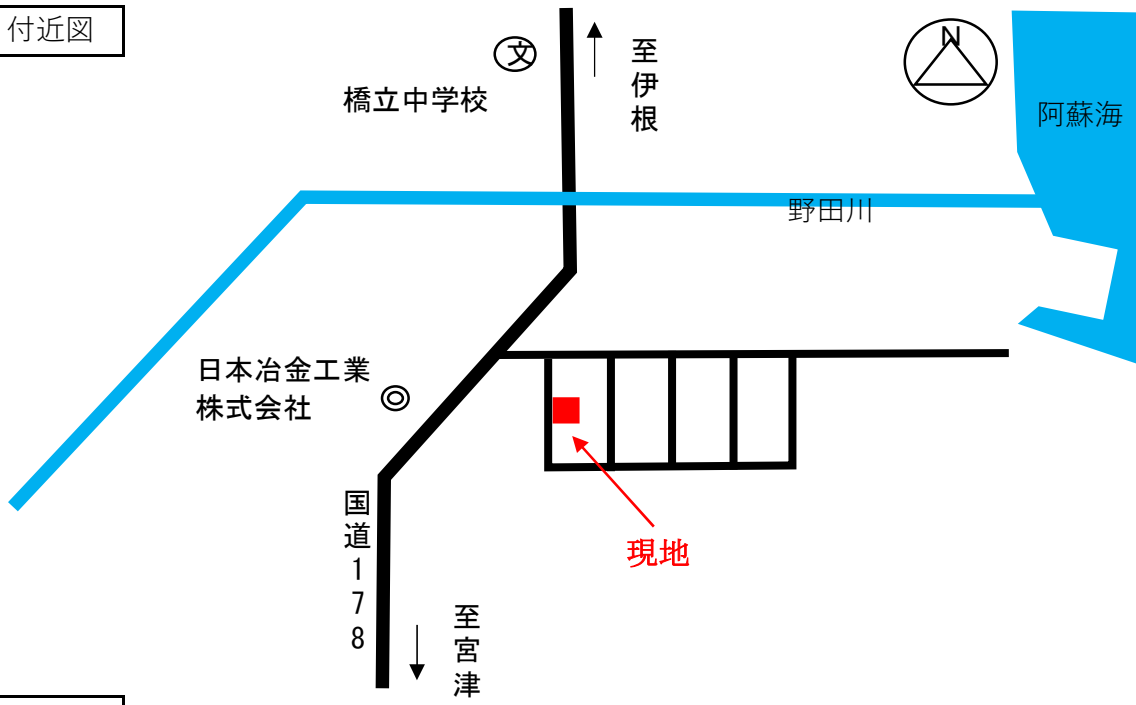 付近図
文
橋立中学校
至伊根
N
阿蘇海
野田川
日本冶金工業
株式会社
国道178
現地
至宮津